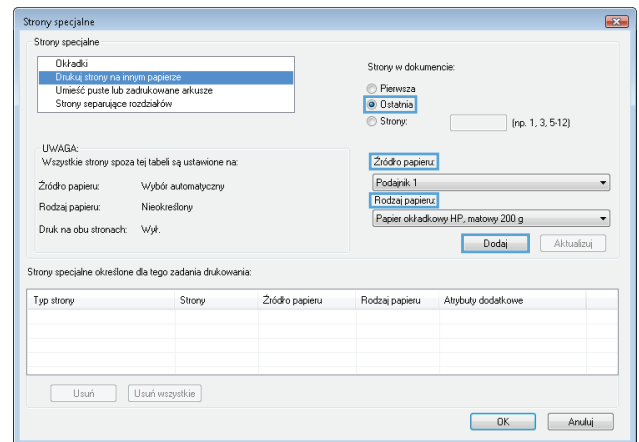 Strony specjalne
Strony specjalne
Okładki
Drukuj strony na innym papierze
Umieść puste lub zadrukowane arkusze
Strony separujące rozdziałów
Strony w dokumencie:
Pierwsza
Ostatnia
Strony: (np. 1, 3, 5-12)
UWAGA:
Wszystkie strony spoza tej tabeli są ustawione na:
Źródło papieru: Wybór automatyczny
Rodzaj papieru: Nieokreślony
Druk na obu stronach: Wył.
Źródło papieru:
Podajnik 1
Rodzaj papieru:
Papier okładkowy HP, matowy 200 g
Dodaj Aktualizuj
Strony specjalne określone dla tego zadania drukowania:
Typ strony Strony Źródło papieru Rodzaj papieru Atrybuty dodatkowe
Usuń Usuń wszystkie
OK Anuluj